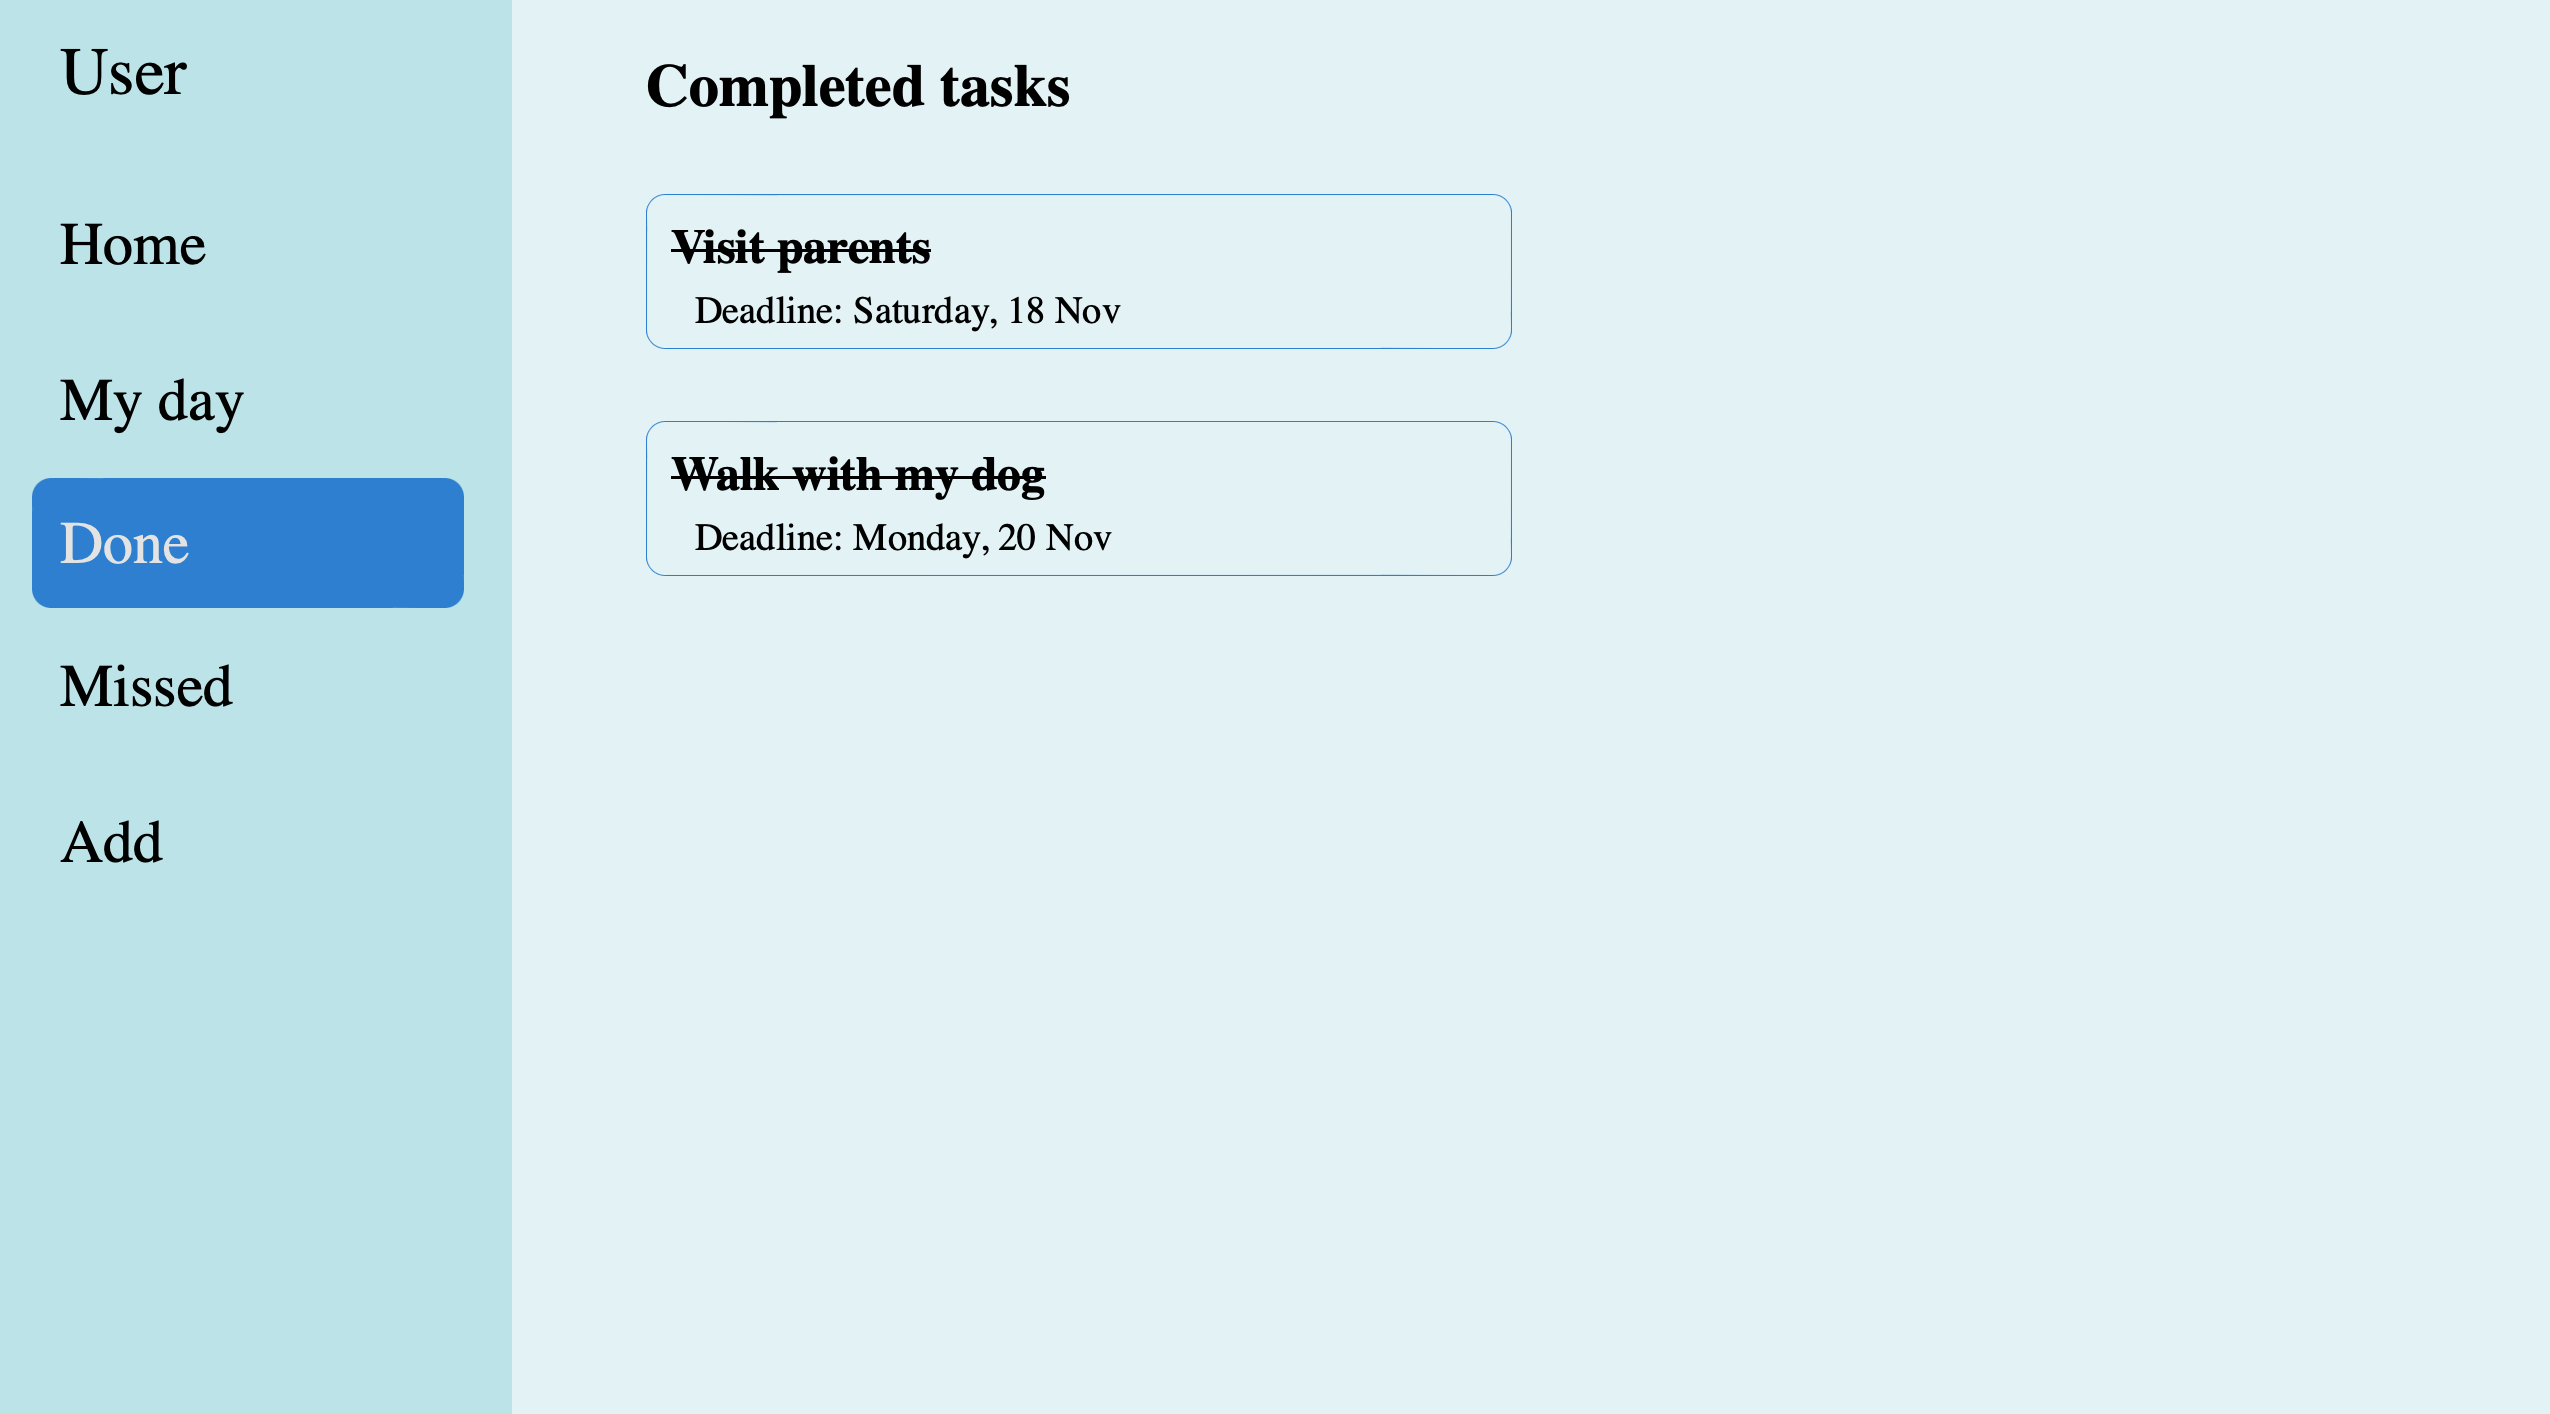 User
Home
My day
Done
Missed
Add
Completed tasks
Visit parents
Deadline: Saturday, 18 Nov
Walk with my dog
Deadline: Monday, 20 Nov